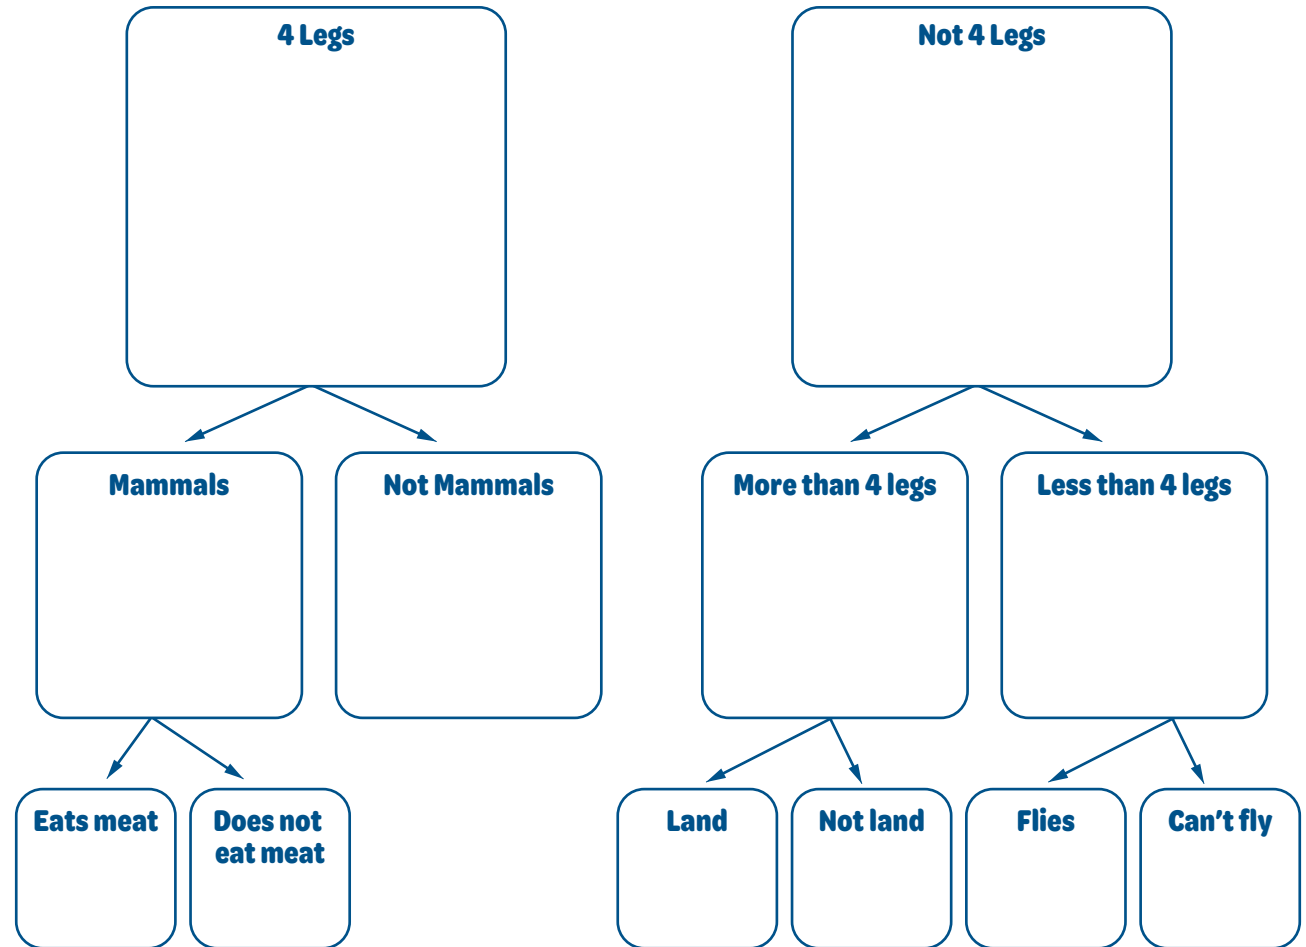 4 Legs
Not 4 Legs
Mammals
Not Mammals
More than 4 legs
Less than 4 legs
Eats meat
Does not
eat meat
Land
Not land
Flies
Can't fly